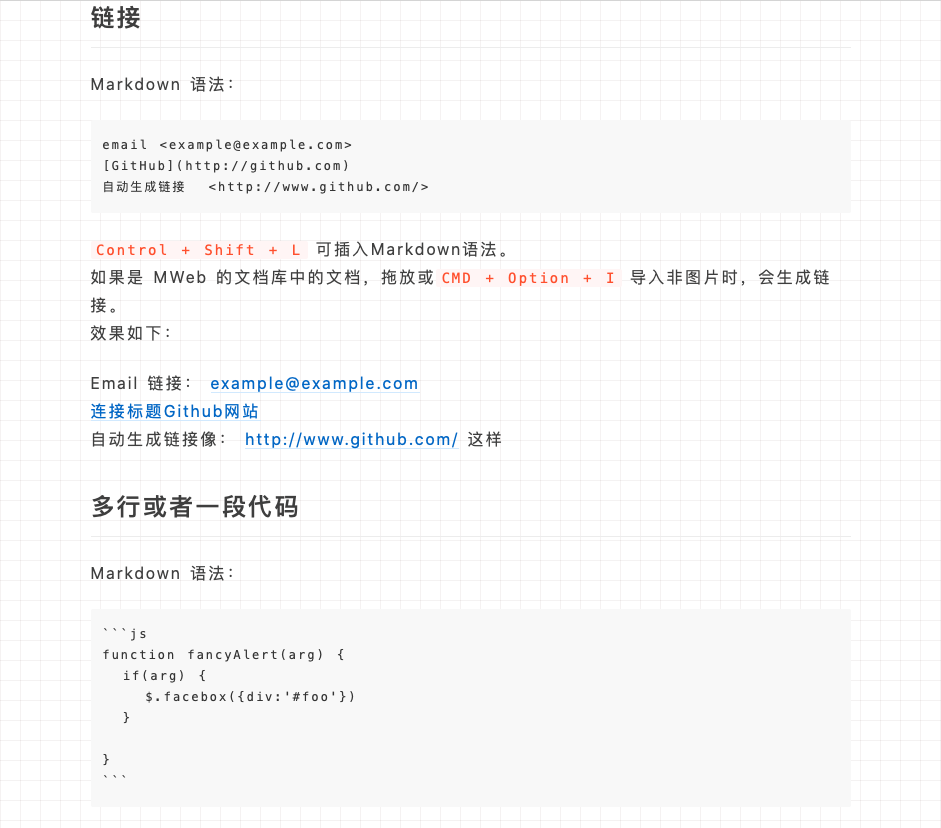 链接
Markdown 语法：
email <example@example.com>
[GitHub](http://github.com)
自动生成链接  <http://www.github.com/>
Control + Shift + L 可插入Markdown语法。
如果是 MWeb 的文档库中的文档，拖放或 CMD + Option + I 导入非图片时，会生成链
接。
效果如下：
Email 链接： example@example.com
连接标题Github网站
自动生成链接像： http://www.github.com/ 这样
多行或者一段代码
Markdown 语法：
```js
function fancyAlert(arg) {
  if(arg) {
    $.facebox({div:'#foo'})
  }
}
```